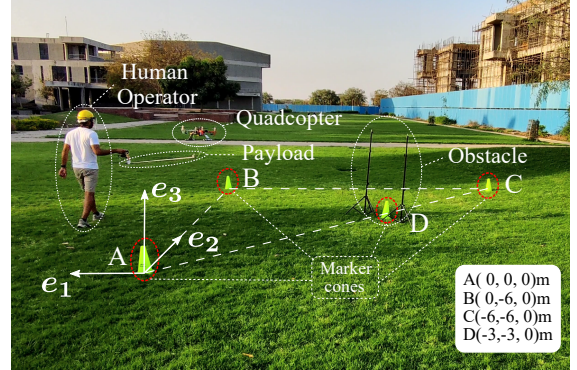 Human
Operator
Quadcopter
Payload
Obstacle
B
C
e3
A
e2
D
e1
Marker
cones
A( 0, 0, 0)m
B( 0,-6, 0)m
C(-6,-6, 0)m
D(-3,-3, 0)m